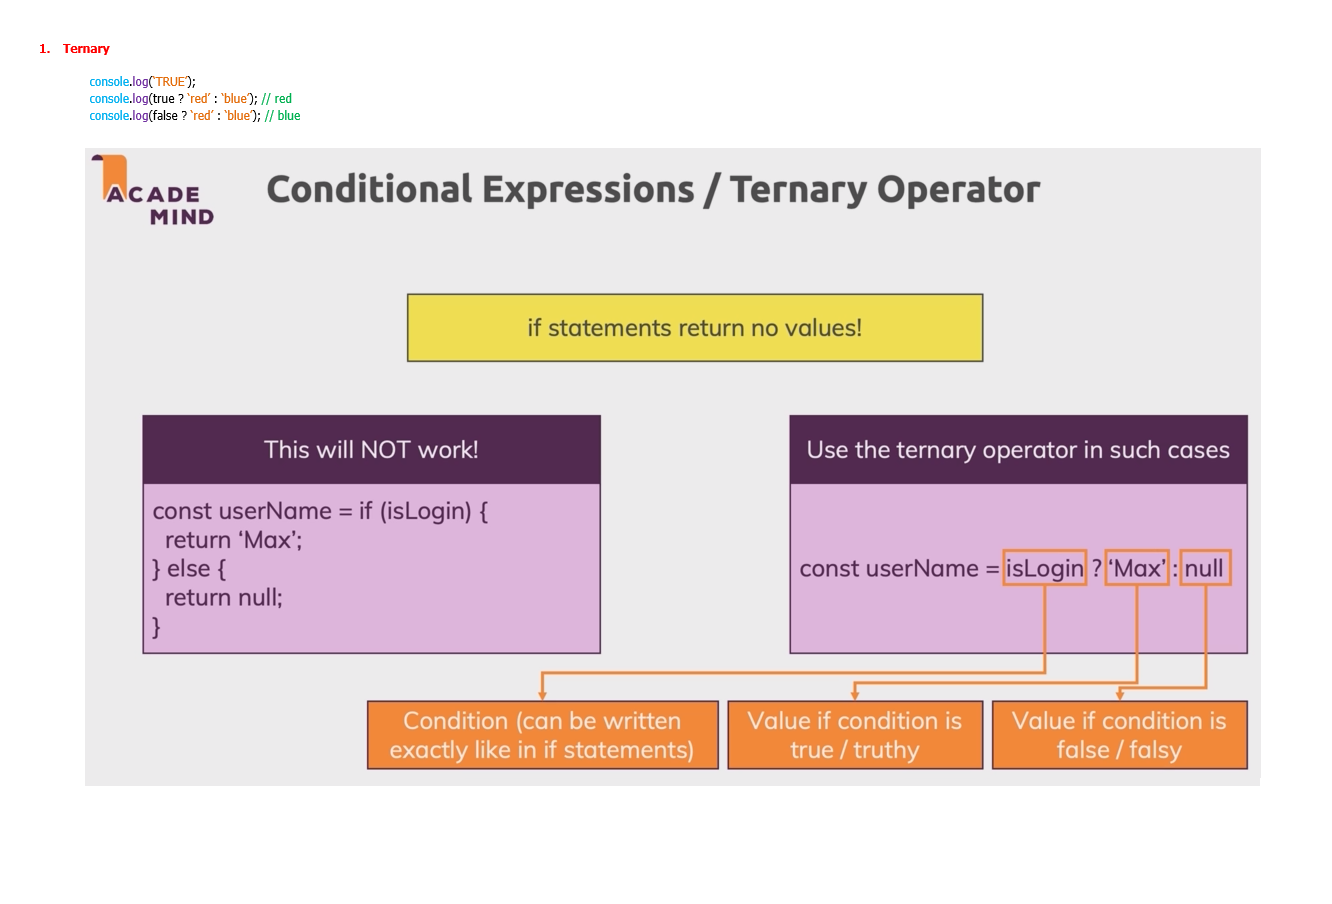 1. Ternary
console.log(‘TRUE’);
console.log(true ? ‘red’ : ‘blue’); // red
console.log(false ? ‘red’ : ‘blue’); // blue
ACADE
MIND
Conditional Expressions / Ternary Operator
if statements return no values!
This will NOT work!
const userName = if (isLogin) {
return ‘Max’;
} else {
return null;
}
Use the ternary operator in such cases
const userName = isLogin ? ‘Max’ : null
Condition (can be written
exactly like in if statements)
Value if condition is
true / truthy
Value if condition is
false / falsy